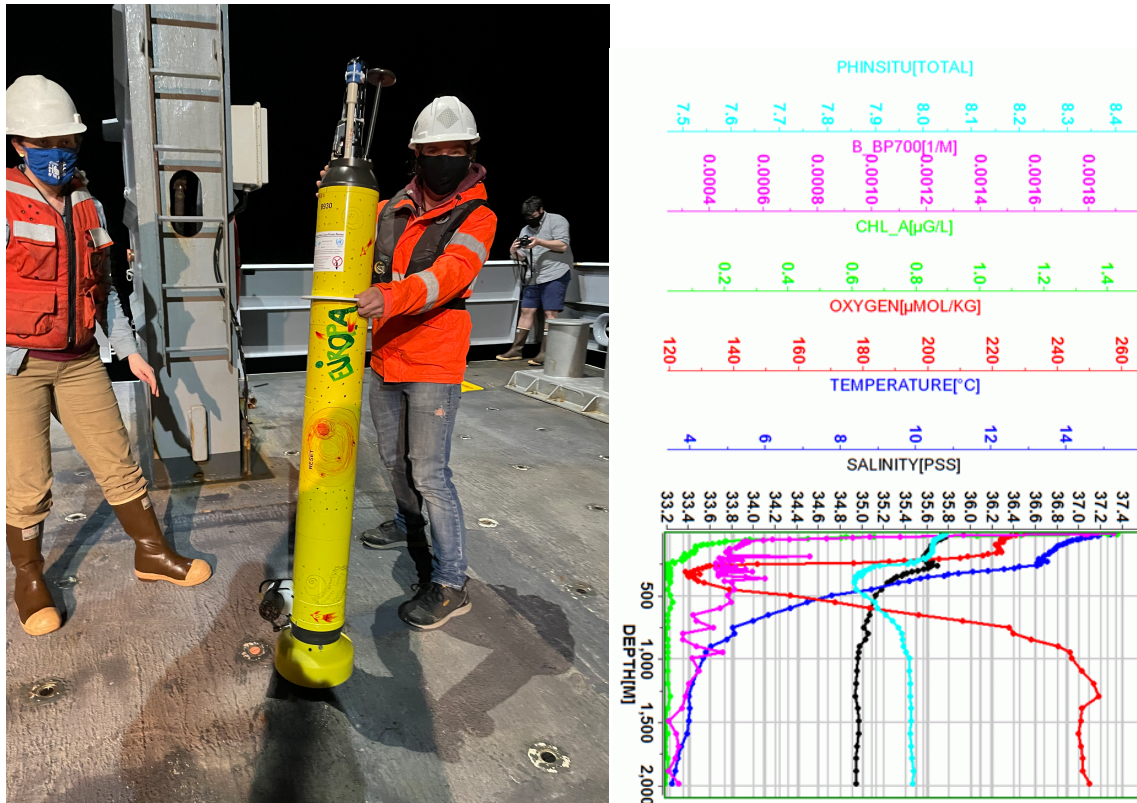 9930
EUROPA
RESET
PHINSITU[TOTAL]
7.5 7.6 7.7 7.8 7.9 8.0 8.1 8.2 8.3 8.4
B_BP700[1/M]
0.0004 0.0006 0.0008 0.0010 0.0012 0.0014 0.0016 0.0018
CHL_A[µG/L]
0.2 0.4 0.6 0.8 1.0 1.2 1.4
OXYGEN[µMOL/KG]
120 140 160 180 200 220 240 260
TEMPERATURE[°C]
4 6 8 10 12 14
SALINITY[PSS]
33.2 33.4 33.6 33.8 34.0 34.2 34.4 34.6 34.8 35.0 35.2 35.4 35.6 35.8 36.0 36.2 36.4 36.6 36.8 37.0 37.2 37.4
DEPTH[M]
500
1,000
1,500
2,000